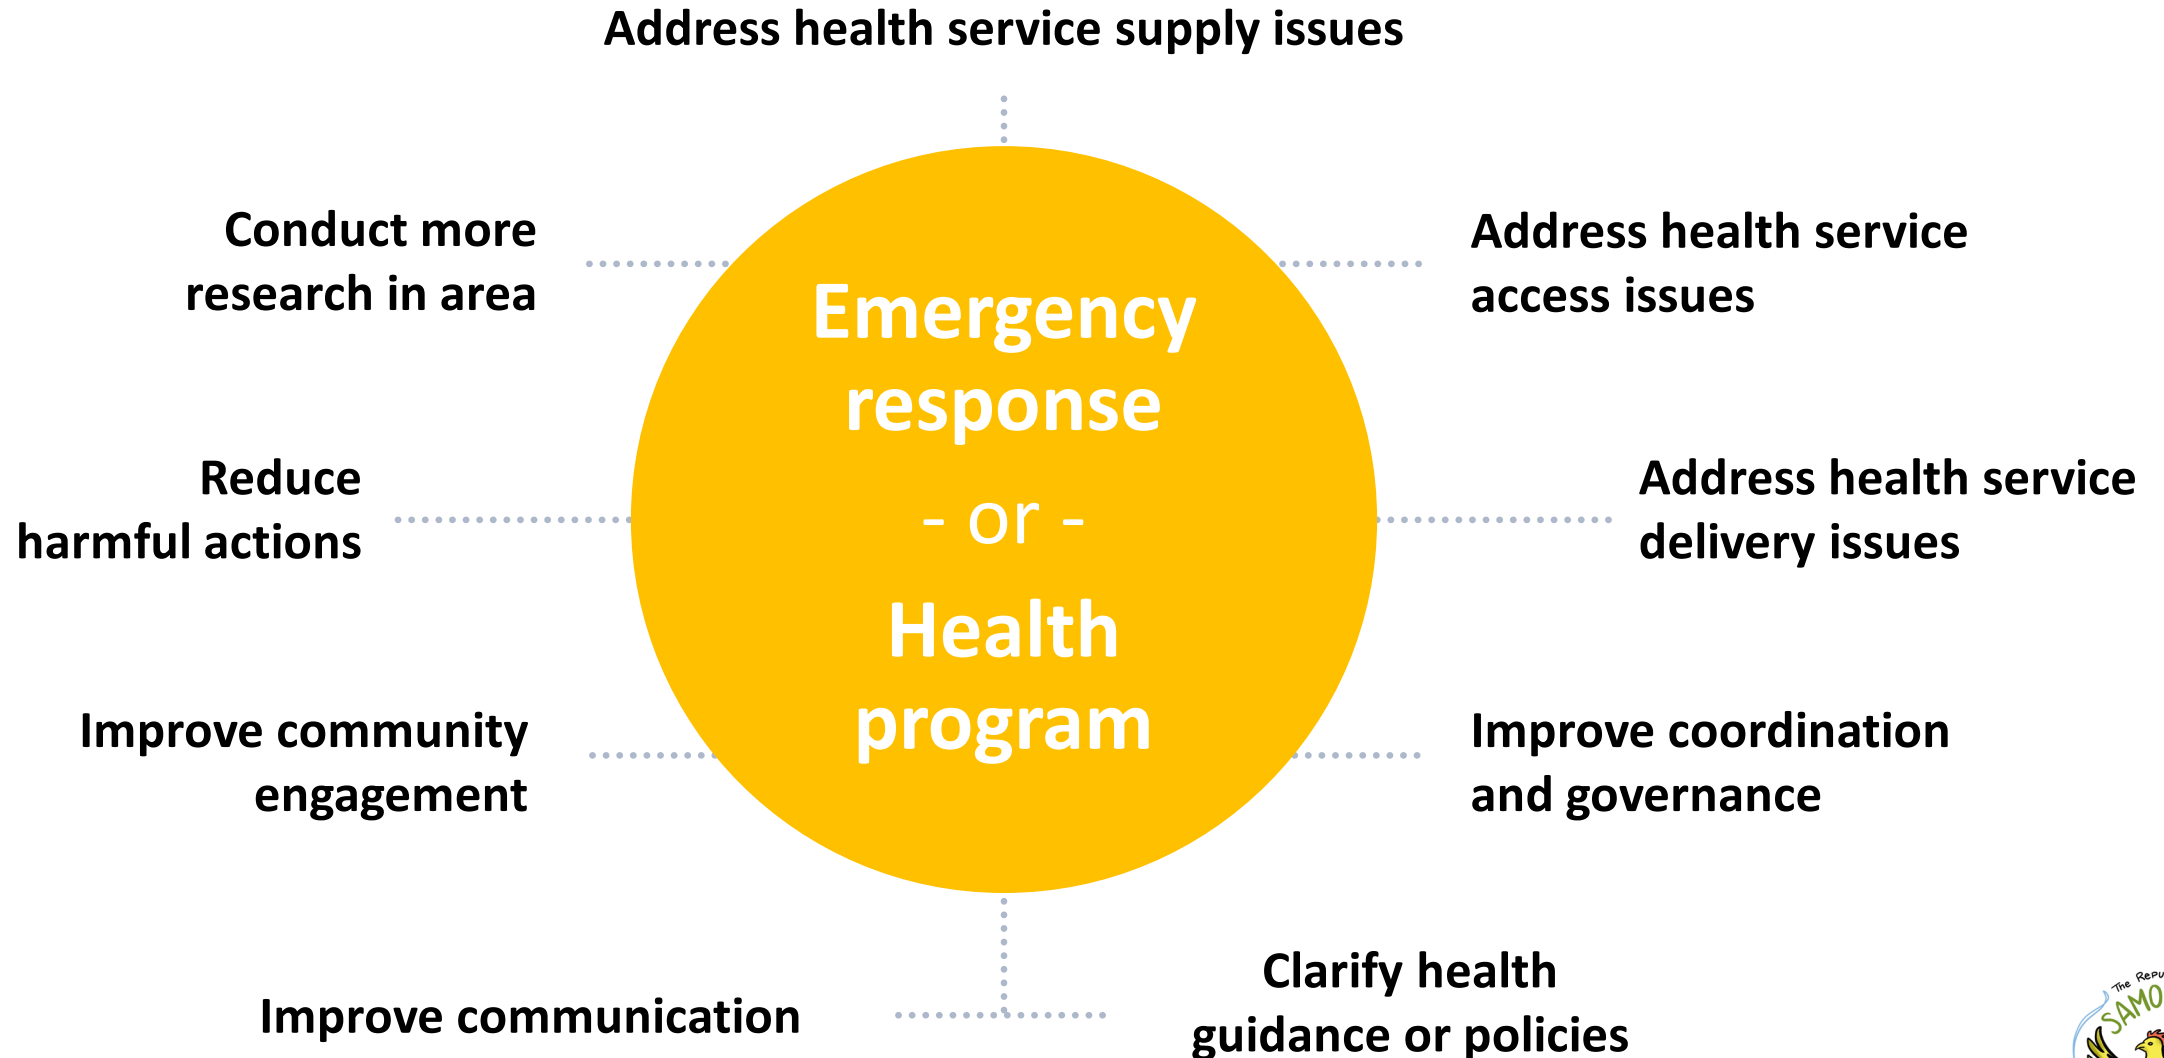 Address health service supply issues
Conduct more
research in area
Address health service
access issues
Emergency
response
- or -
Health
program
Reduce
harmful actions
Address health service
delivery issues
Improve community
engagement
Improve coordination
and governance
Improve communication
Clarify health
guidance or policies
The